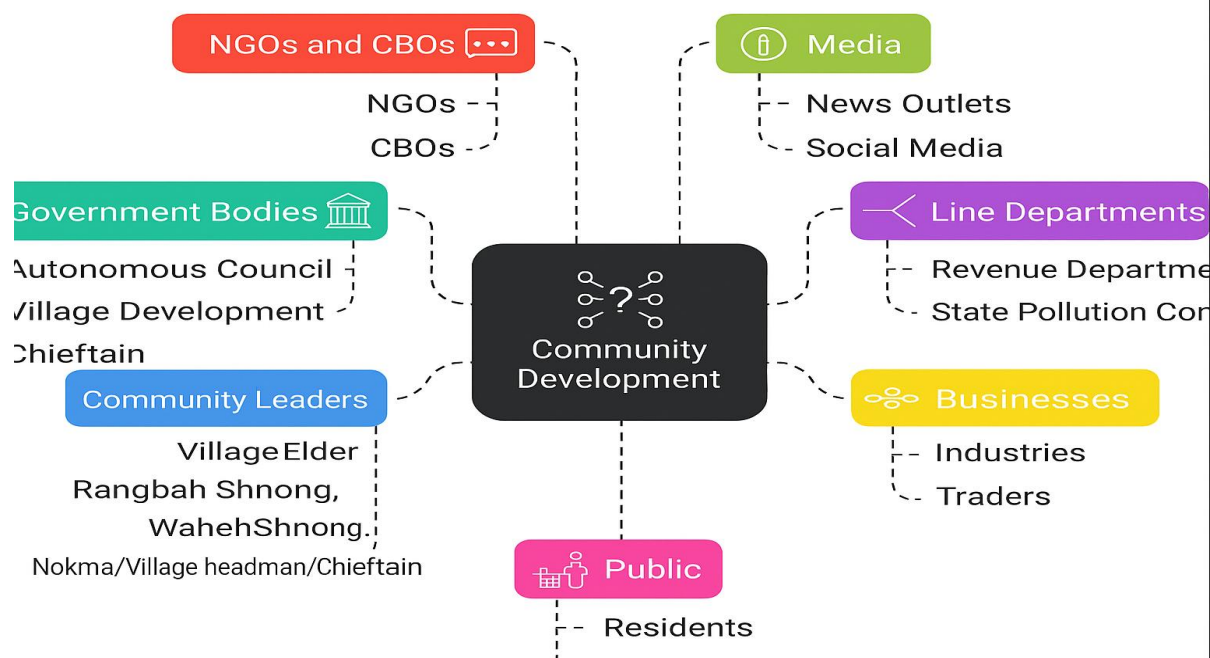 NGOs and CBOs
NGOs
CBOs
Media
News Outlets
Social Media
Government Bodies
Autonomous Council
Village Development
Chieftain
Line Departments
Revenue Departme
State Pollution Con
?
Community
Development
Community Leaders
Village Elder
Rangbah Shnong,
WahehShnong.
Nokma/Village headman/Chieftain
Businesses
Industries
Traders
Public
Residents